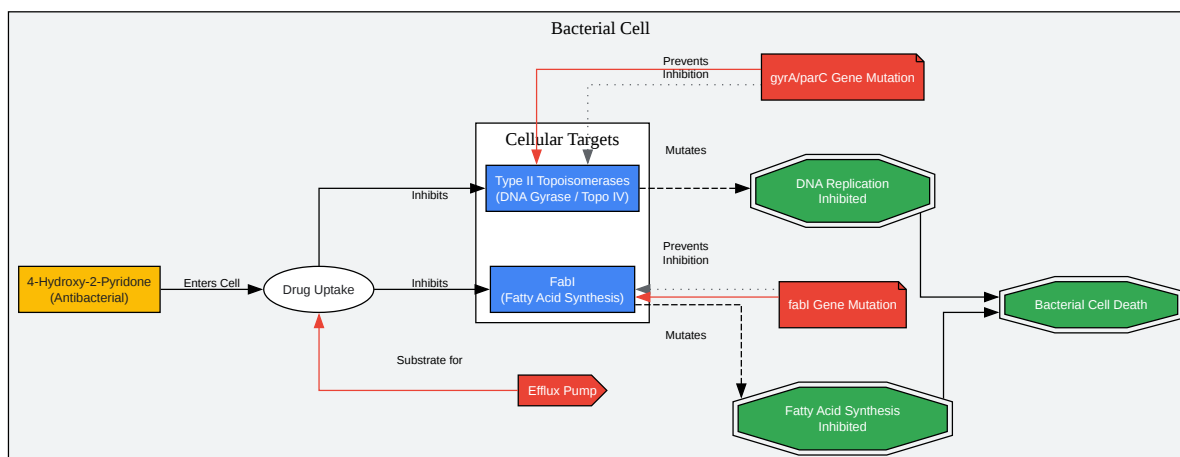 Bacterial Cell
Prevents
Inhibition
gyrA/parC Gene Mutation
Cellular Targets
Mutates
Type II Topoisomerases
(DNA Gyrase / Topo IV)
Inhibits
DNA Replication
Inhibited
Prevents
Inhibition
4-Hydroxy-2-Pyridone
(Antibacterial)
Enters Cell
Drug Uptake
Inhibits
FabI
(Fatty Acid Synthesis)
fabI Gene Mutation
Bacterial Cell Death
Mutates
Substrate for
Efflux Pump
Fatty Acid Synthesis
Inhibited